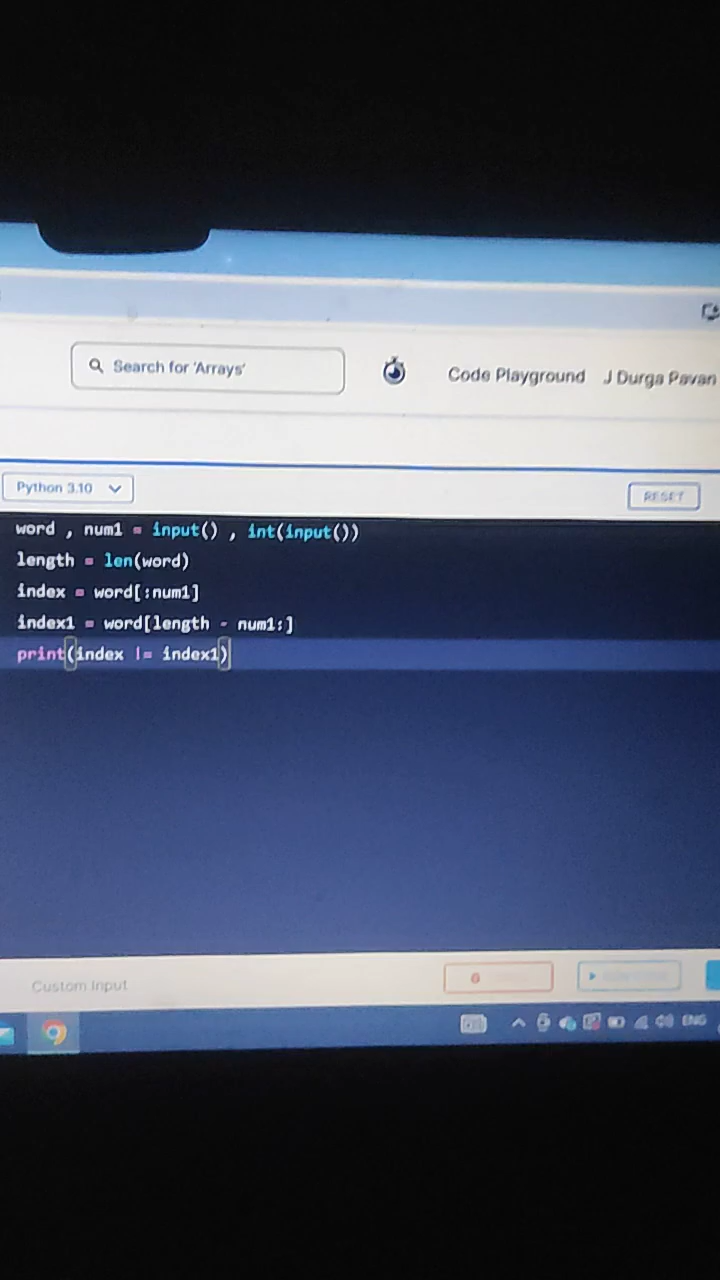 Search for 'Arrays'
Code Playground J Durga Pavan
Python 3.10
RESET
word , num1 = input() , int(input())
length = len(word)
index = word[:num1]
index1 = word[length - num1:]
print(index != index1)
Custom Input
ENG